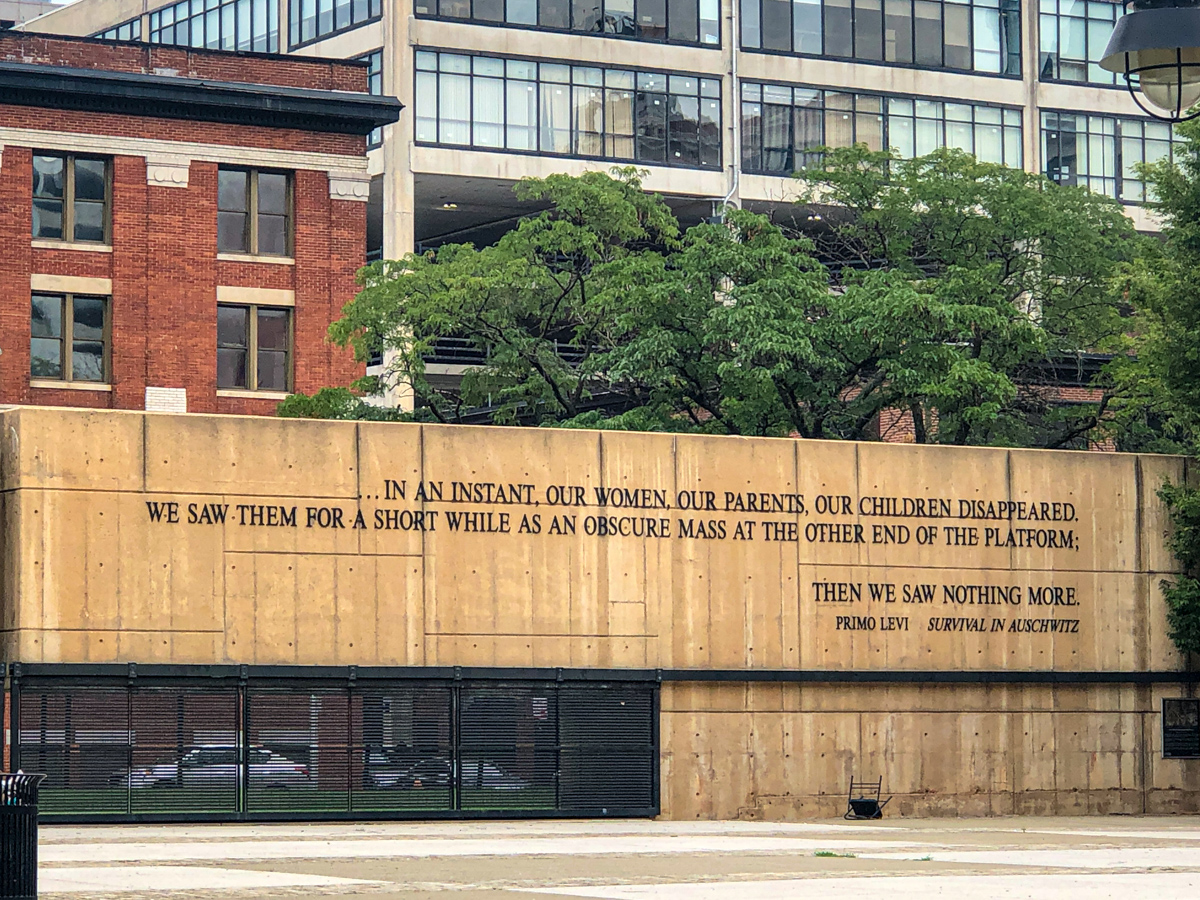 ...IN AN INSTANT, OUR WOMEN, OUR PARENTS, OUR CHILDREN DISAPPEARED.
WE SAW THEM FOR A SHORT WHILE AS AN OBSCURE MASS AT THE OTHER END OF THE PLATFORM;
THEN WE SAW NOTHING MORE.
PRIMO LEVI SURVIVAL IN AUSCHWITZ